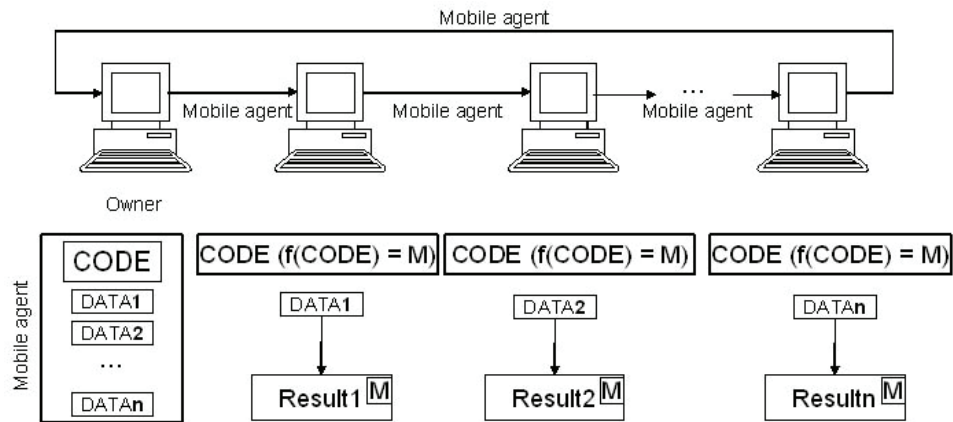 Mobile agent
Mobile agent
Mobile agent
...
Mobile agent
Owner
Mobile agent
CODE
DATA1
DATA2
...
DATAn
CODE (f(CODE) = M)
DATA1
Result1 M
CODE (f(CODE) = M)
DATA2
Result2 M
CODE (f(CODE) = M)
DATAn
Resultn M